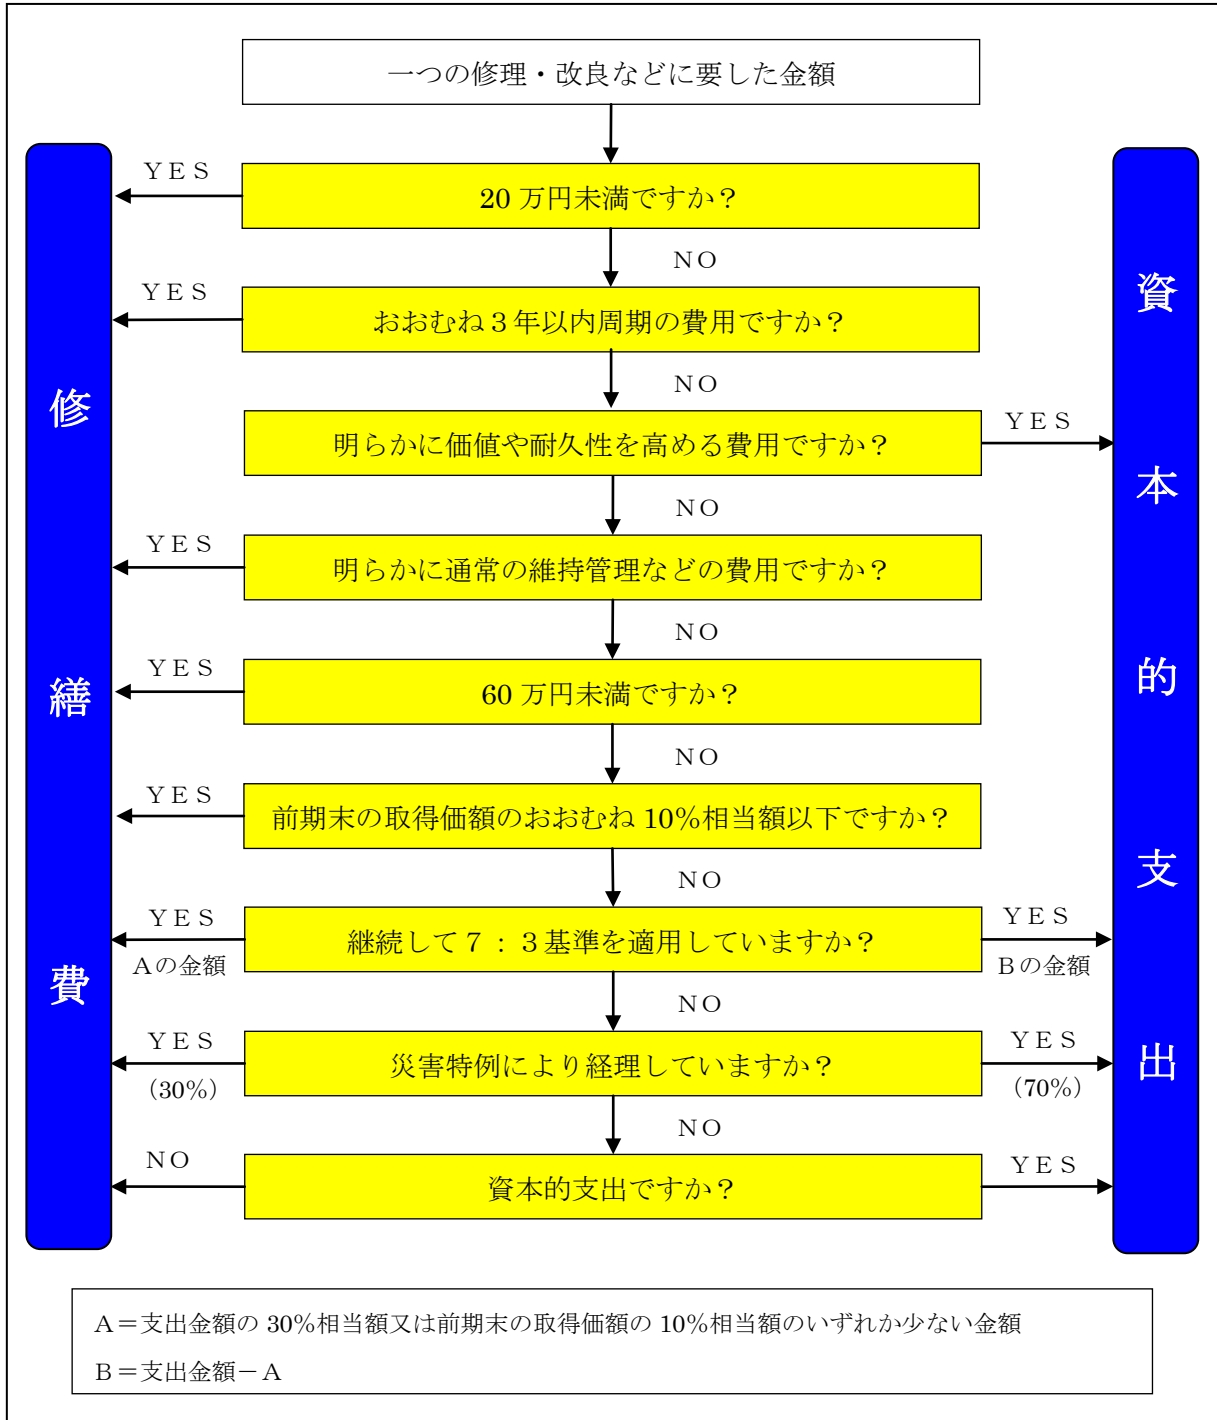 一つの修理・改良などに要した金額
YES
20万円未満ですか？
NO
YES
おおむね３年以内周期の費用ですか？
NO
明らかに価値や耐久性を高める費用ですか？
YES
NO
YES
明らかに通常の維持管理などの費用ですか？
NO
YES
60万円未満ですか？
NO
YES
前期末の取得価額のおおむね10％相当額以下ですか？
NO
YES
Aの金額
継続して７：３基準を適用していますか？
YES
Bの金額
NO
YES
（30%）
災害特例により経理していますか？
YES
（70%）
NO
NO
資本的支出ですか？
YES
修繕費
資本的支出
A＝支出金額の30％相当額又は前期末の取得価額の10％相当額のいずれか少ない金額
B＝支出金額－A